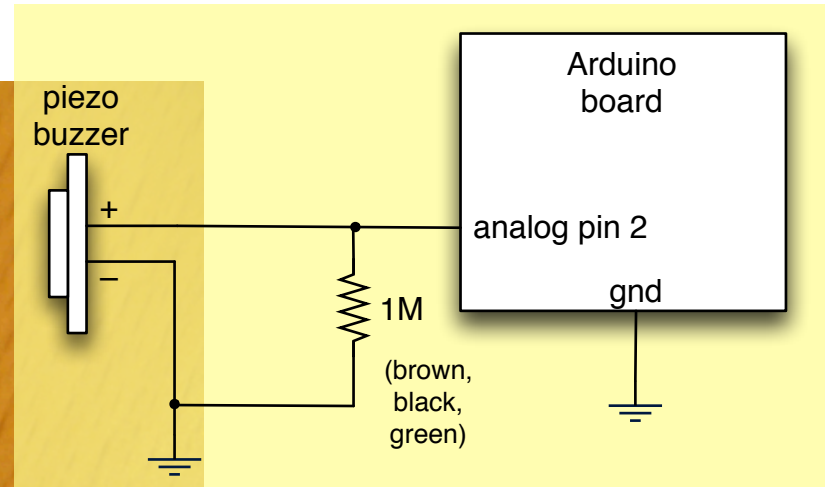 piezo
buzzer
+
–
Arduino
board
analog pin 2
gnd
1M
(brown,
black,
green)